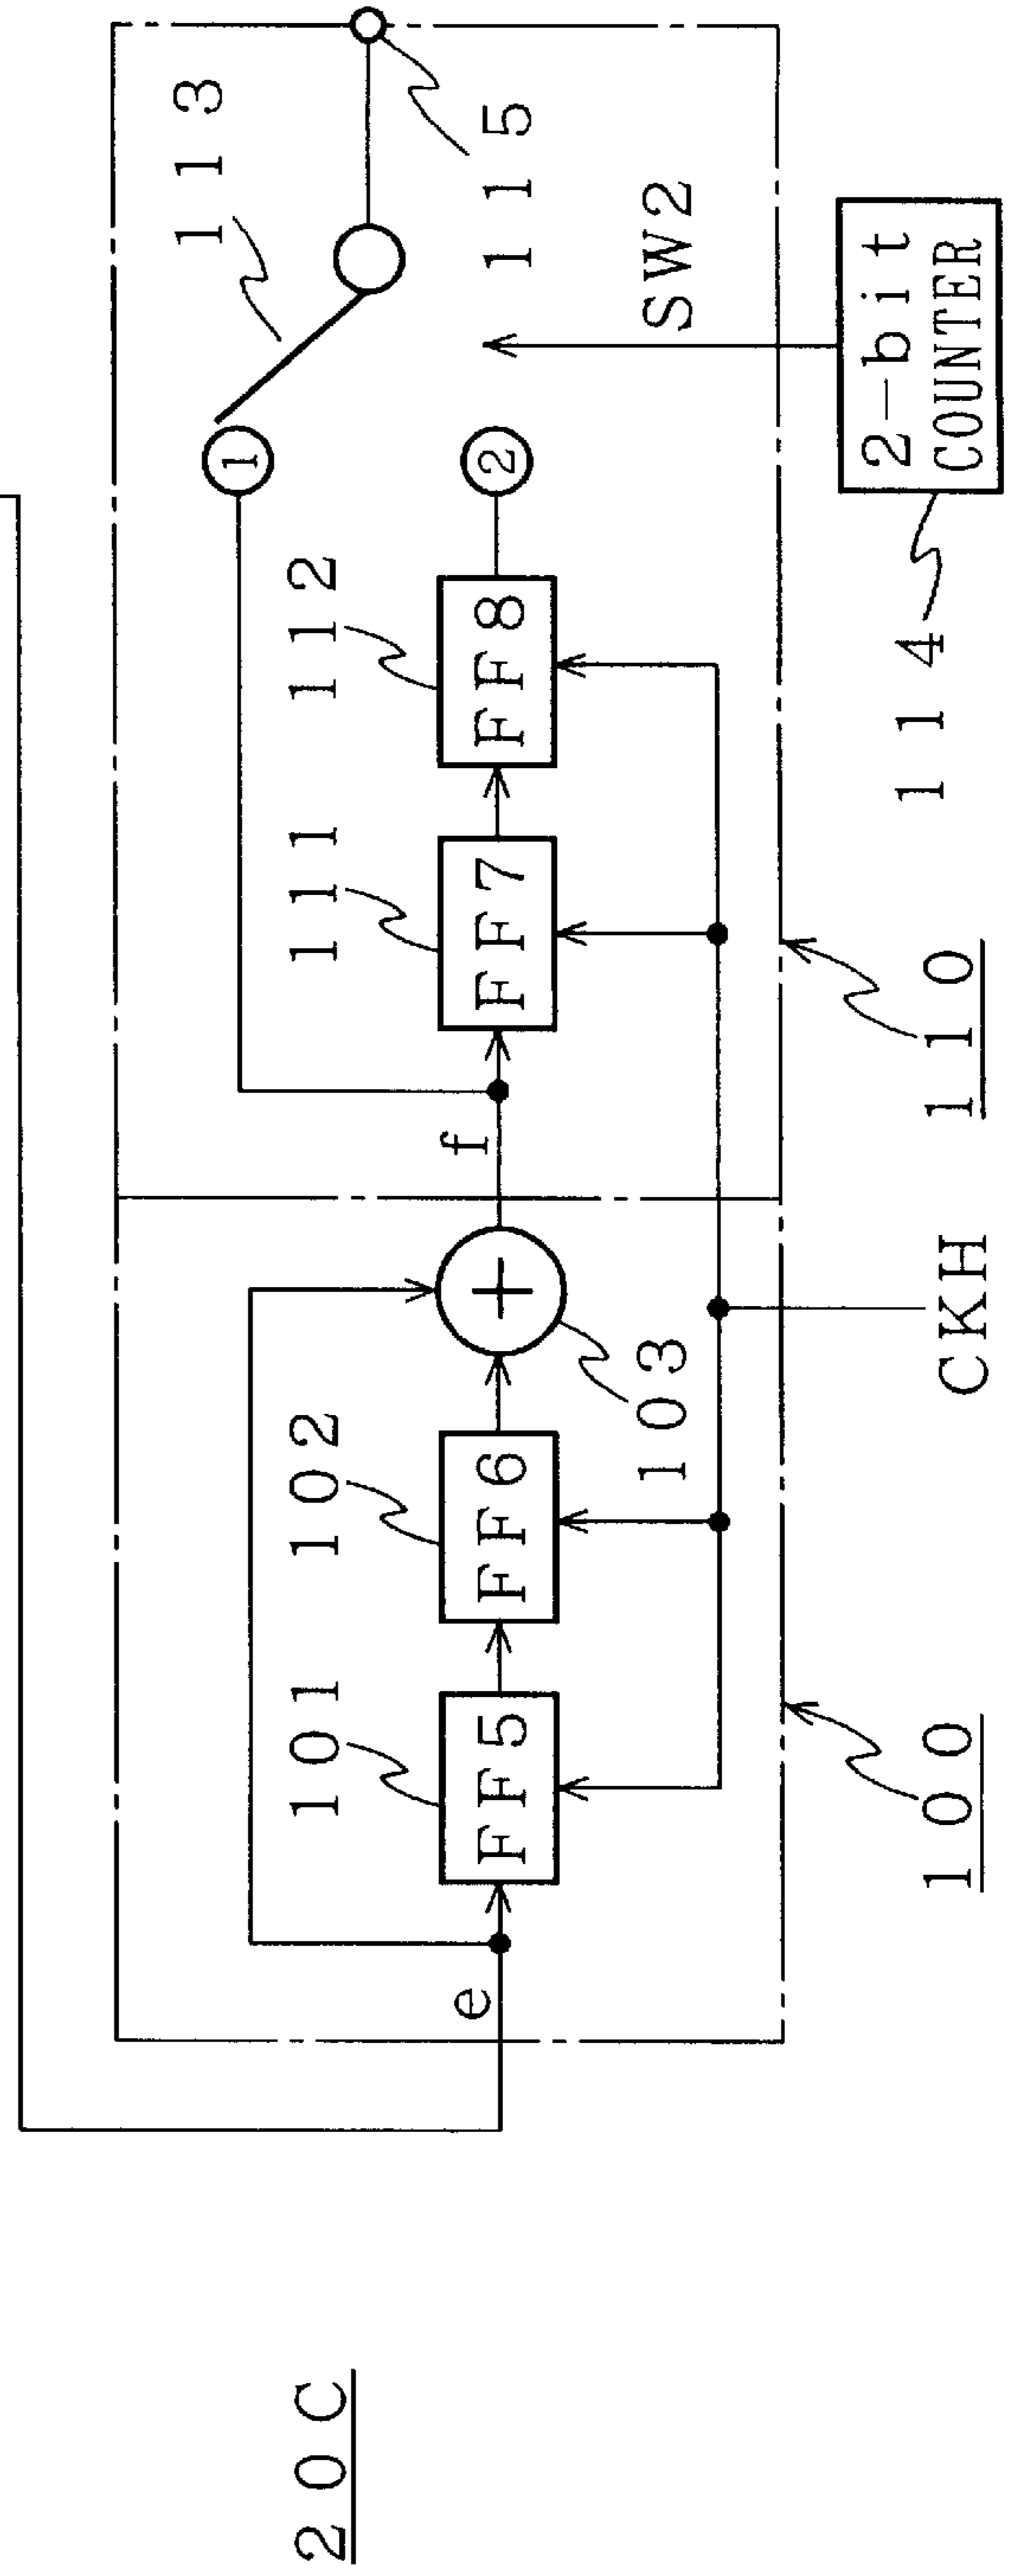 20C
e
101
FF5
102
FF6
103
f
111
FF7
112
FF8
1
2
113
115
SW2
2-bit
COUNTER
114
CKH
100
110